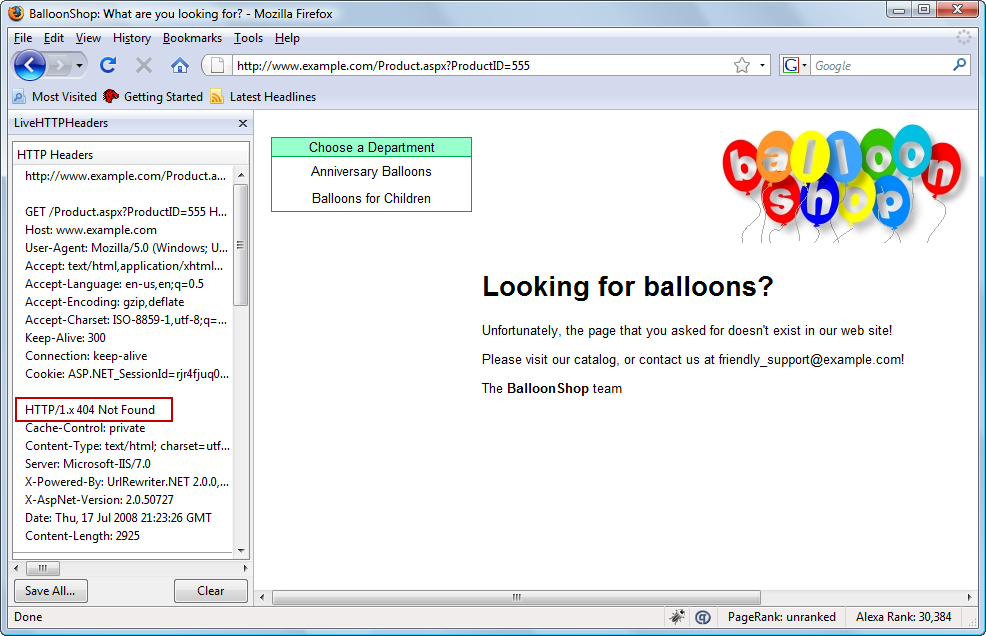 BalloonShop: What are you looking for? - Mozilla Firefox
File Edit View History Bookmarks Tools Help
http://www.example.com/Product.aspx?ProductID=555
G Google
Most Visited Getting Started Latest Headlines
LiveHTTPHeaders
HTTP Headers
http://www.example.com/Product.a...
GET /Product.aspx?ProductID=555 H...
Host: www.example.com
User-Agent: Mozilla/5.0 (Windows; U...
Accept: text/html,application/xhtml...
Accept-Language: en-us,en;q=0.5
Accept-Encoding: gzip,deflate
Accept-Charset: ISO-8859-1,utf-8;q=...
Keep-Alive: 300
Connection: keep-alive
Cookie: ASP.NET_SessionId=rjr4fjuq0...
HTTP/1.x 404 Not Found
Cache-Control: private
Content-Type: text/html; charset=utf...
Server: Microsoft-IIS/7.0
X-Powered-By: UrlRewriter.NET 2.0.0,...
X-AspNet-Version: 2.0.50727
Date: Thu, 17 Jul 2008 21:23:26 GMT
Content-Length: 2925
Save All... Clear
Choose a Department
Anniversary Balloons
Balloons for Children
balloon
shop
Looking for balloons?
Unfortunately, the page that you asked for doesn't exist in our web site!
Please visit our catalog, or contact us at friendly_support@example.com!
The BalloonShop team
Done PageRank: unranked Alexa Rank: 30,384